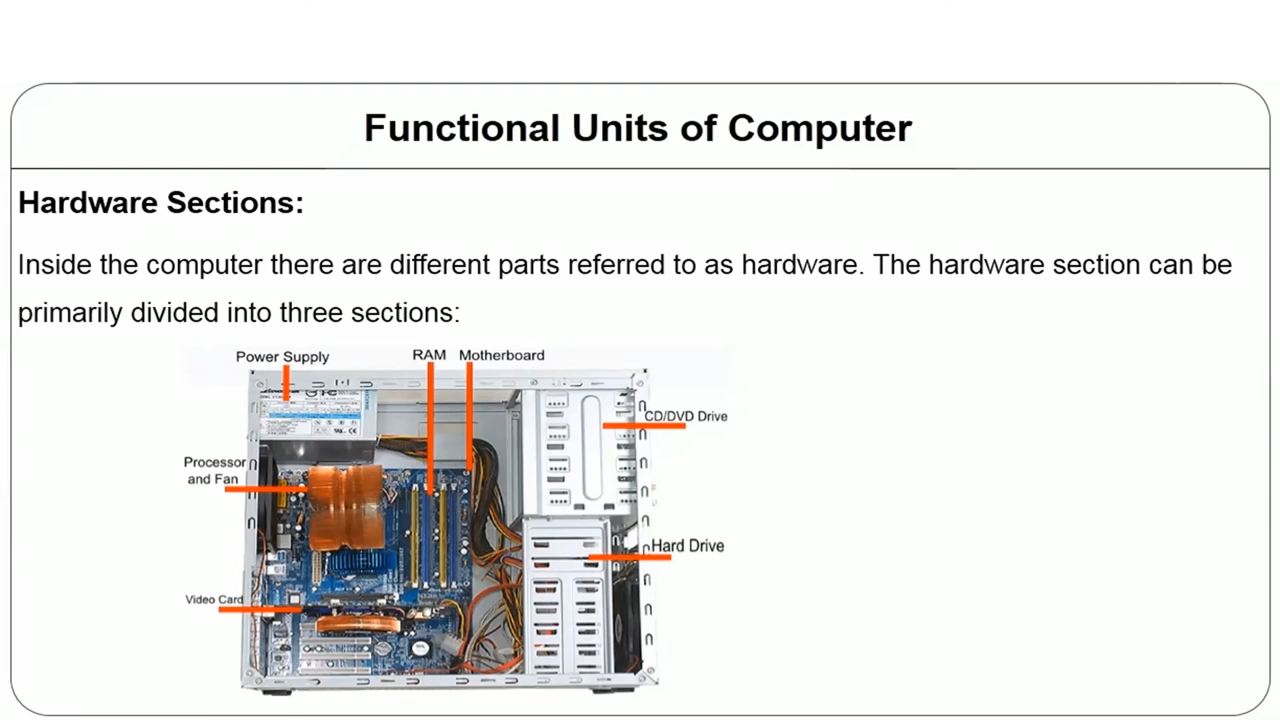 Functional Units of Computer
Hardware Sections:
Inside the computer there are different parts referred to as hardware. The hardware section can be
primarily divided into three sections:
Power Supply
RAM
Motherboard
CD/DVD Drive
Processor
and Fan
Hard Drive
Video Card